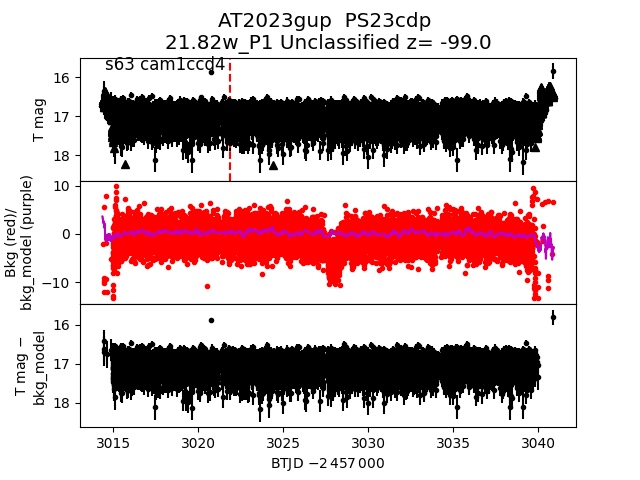 AT2023gup  PS23cdp
21.82w_P1 Unclassified z= -99.0
s63 cam1ccd4
T mag
16
17
18
Bkg (red)/
bkg_model (purple)
10
0
−10
T mag −
bkg_model
16
17
18
3015
3020
3025
3030
3035
3040
BTJD −2 457 000